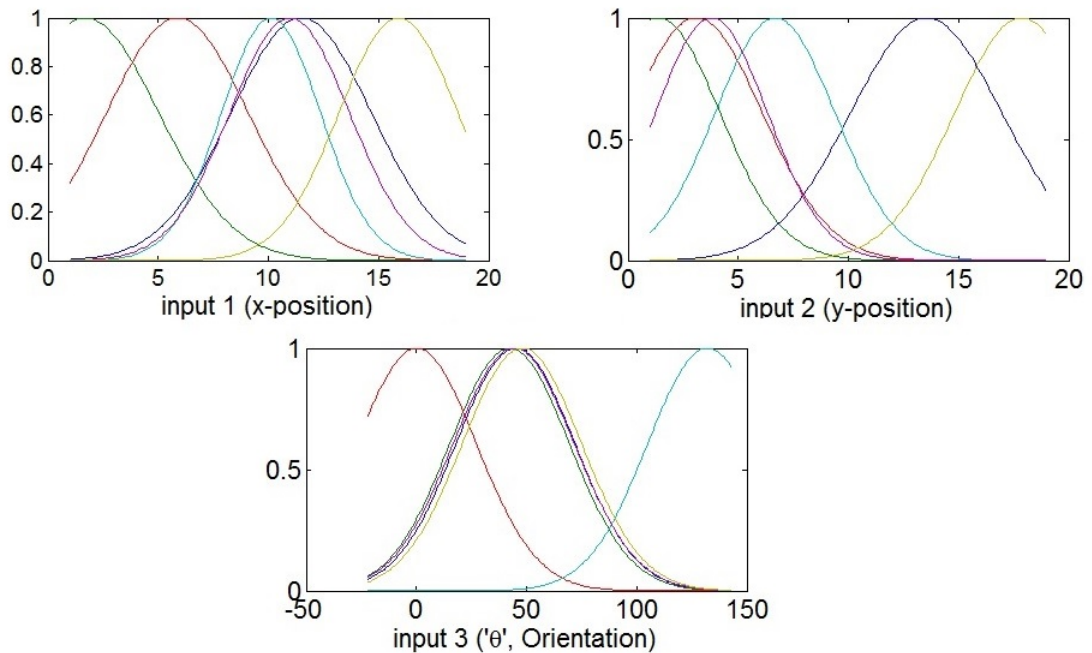 1
0.8
0.6
0.4
0.2
0
0 5 10 15 20
input 1 (x-position)
1
0.5
0
0 5 10 15 20
input 2 (y-position)
1
0.5
0
-50 0 50 100 150
input 3 ('θ', Orientation)